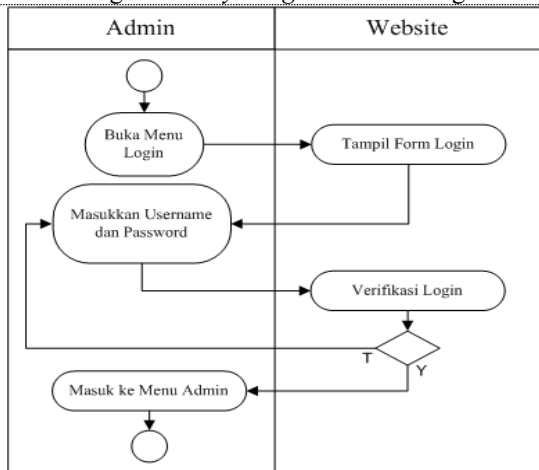 Admin
Website
Buka Menu
Login
Tampil Form Login
Masukkan Username
dan Password
Verifikasi Login
T
Y
Masuk ke Menu Admin